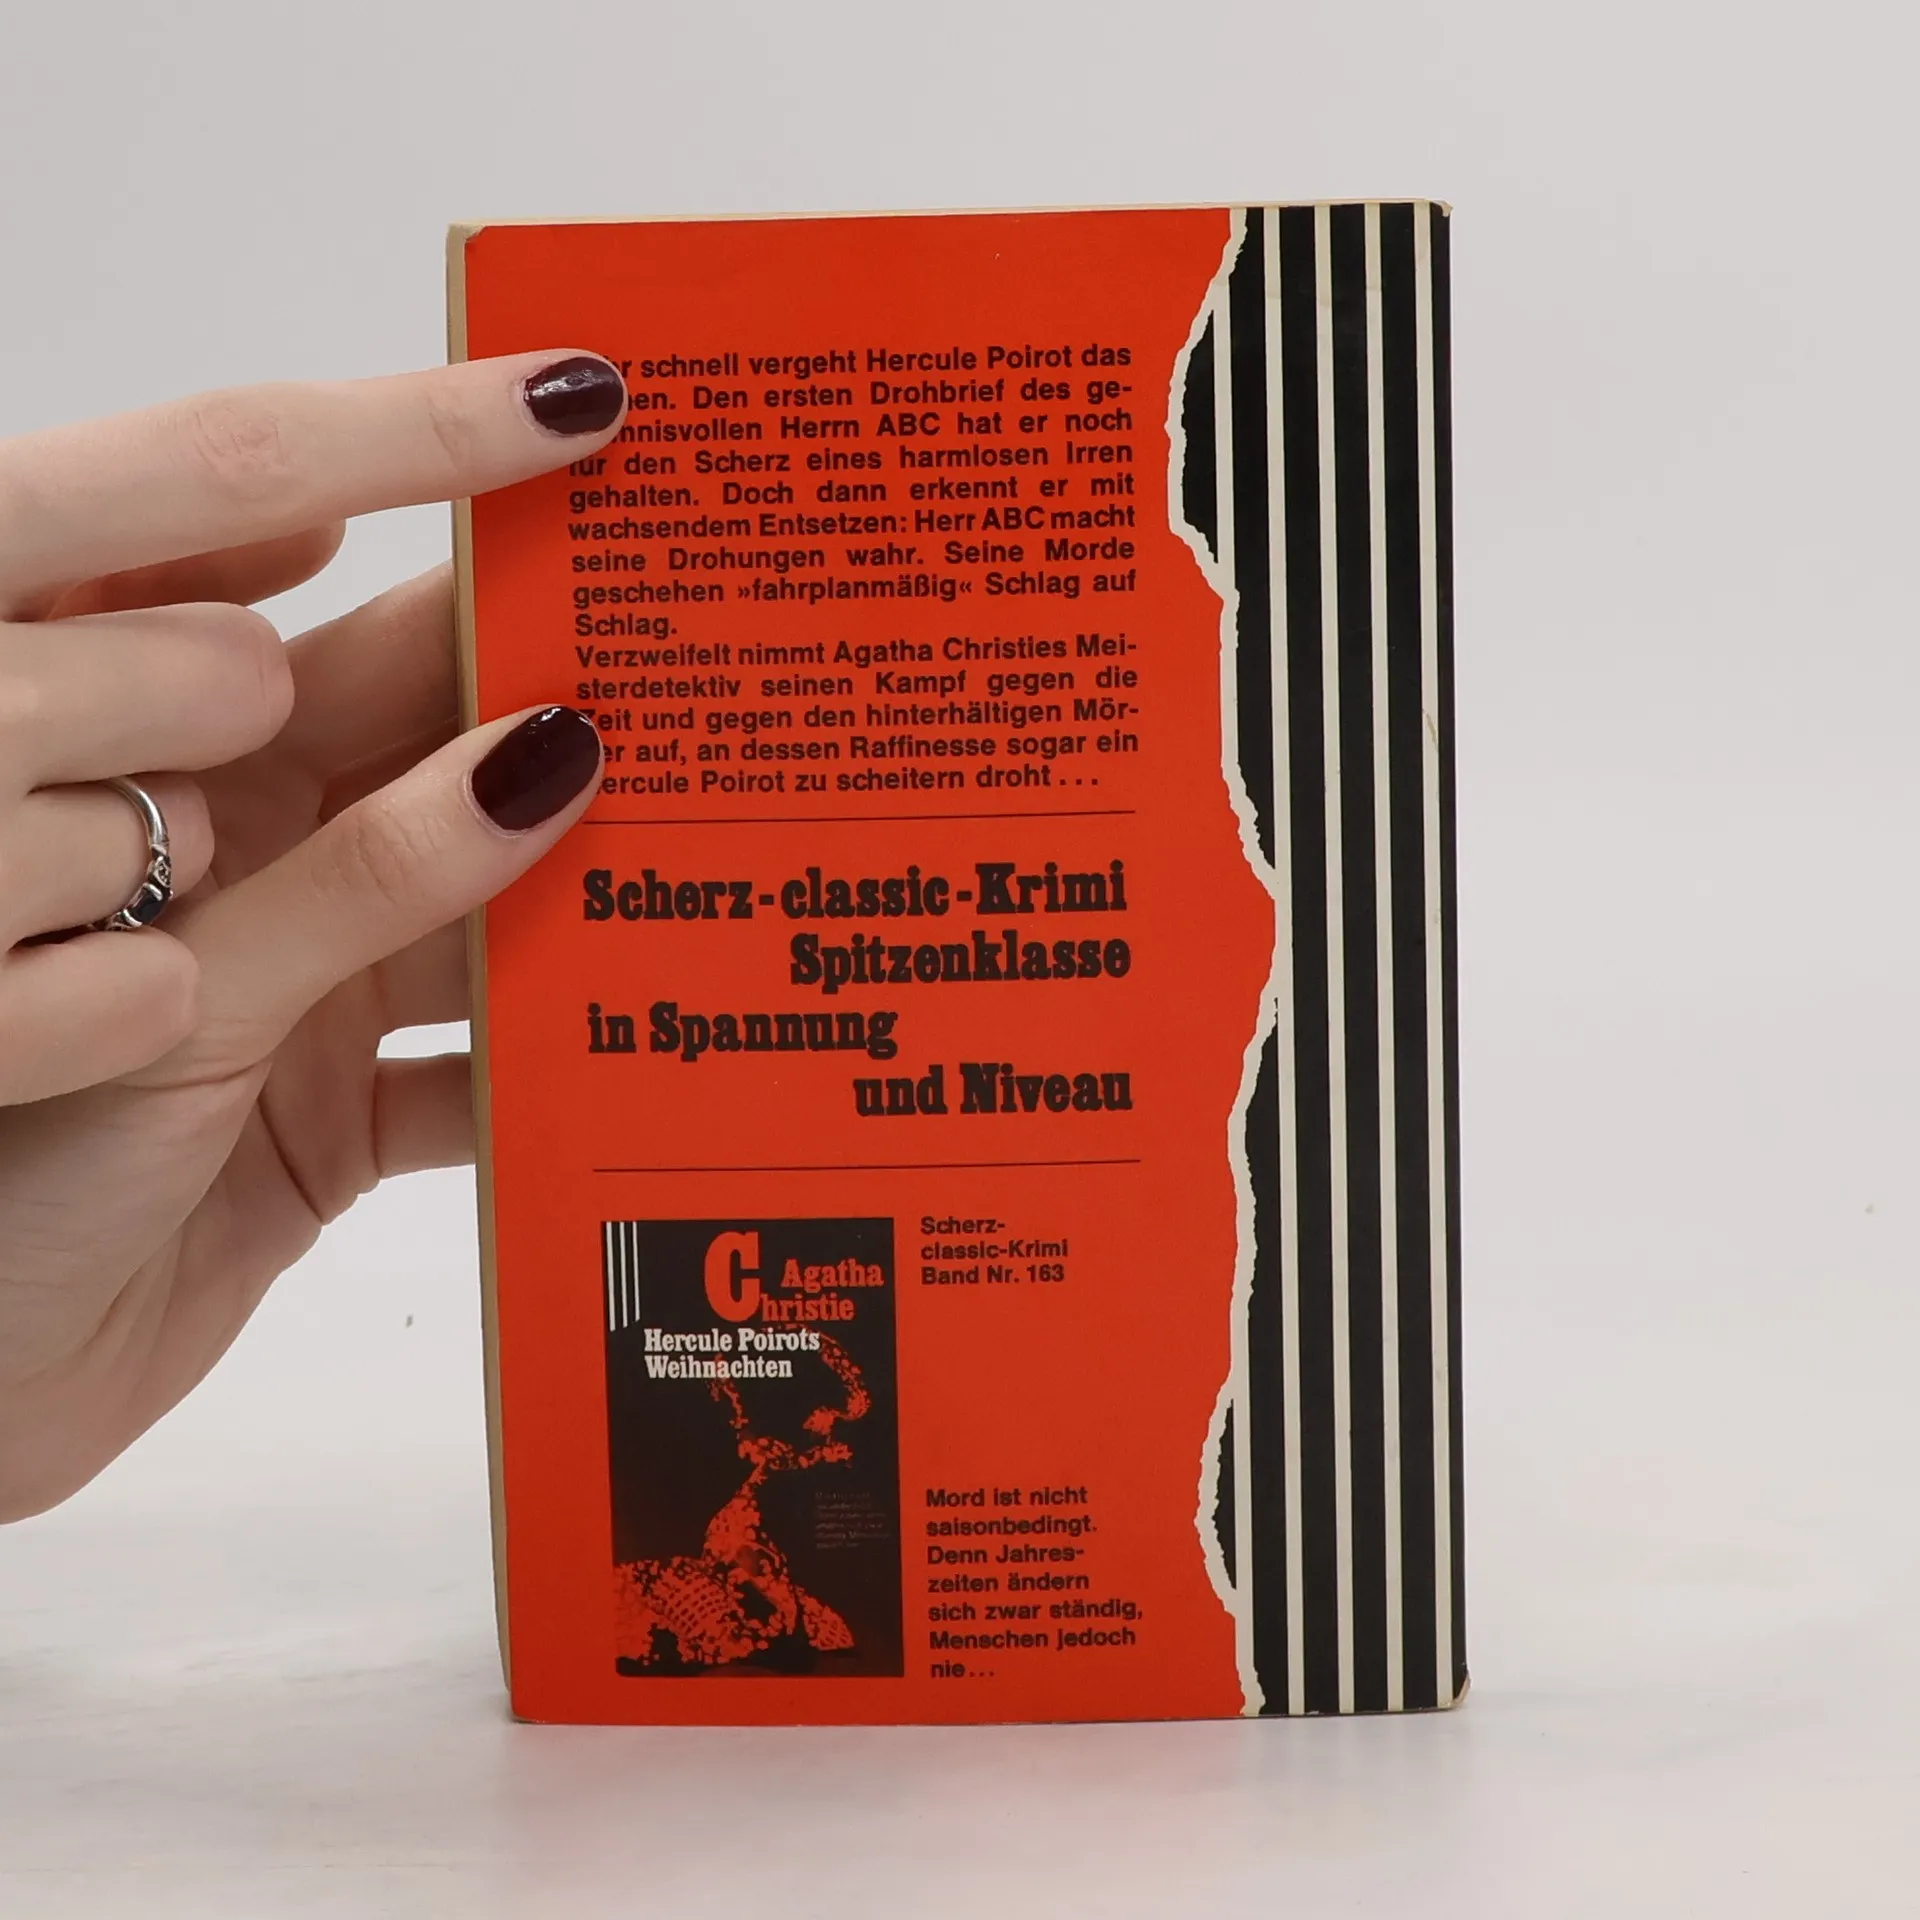 schnell vergeht Hercule Poirot das
Den ersten Drohbrief des ge-
Herrn ABC hat er noch
für den Scherz eines harmlosen Irren
gehalten. Doch dann erkennt er mit
wachsendem Entsetzen: Herr ABC macht
seine Drohungen wahr. Seine Morde
geschehen »fahrplanmäßig« Schlag auf
Schlag.
Verzweifelt nimmt Agatha Christies Mei-
sterdetektiv seinen Kampf gegen die
Zeit und gegen den hinterhältigen Mör-
der auf, an dessen Raffinesse sogar ein
Hercule Poirot zu scheitern droht...
Scherz-classic-Krimi
Spitzenklasse
in Spannung
und Niveau
Agatha
Christie
Hercule Poirots
Weihnachten
Scherz-
classic-Krimi
Band Nr. 163
Mord ist nicht
saisonbedingt.
Denn Jahres-
zeiten ändern
sich zwar ständig,
Menschen jedoch
nie...